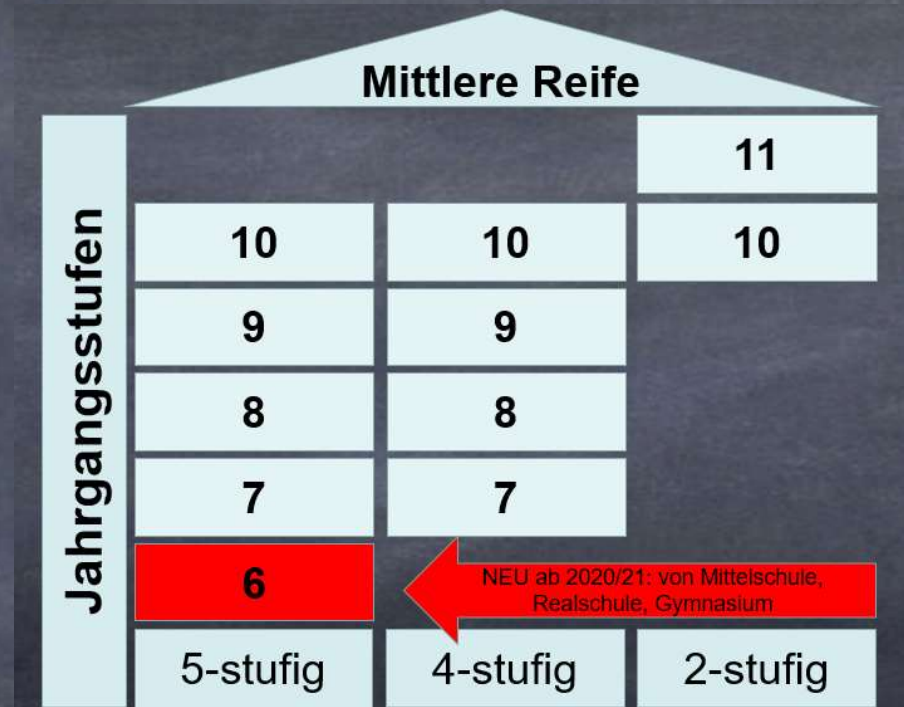 Mittlere Reife
Jahrgangsstufen
11
10 10 10
9 9
8 8
7 7
6
NEU ab 2020/21: von Mittelschule,
Realschule, Gymnasium
5-stufig 4-stufig 2-stufig